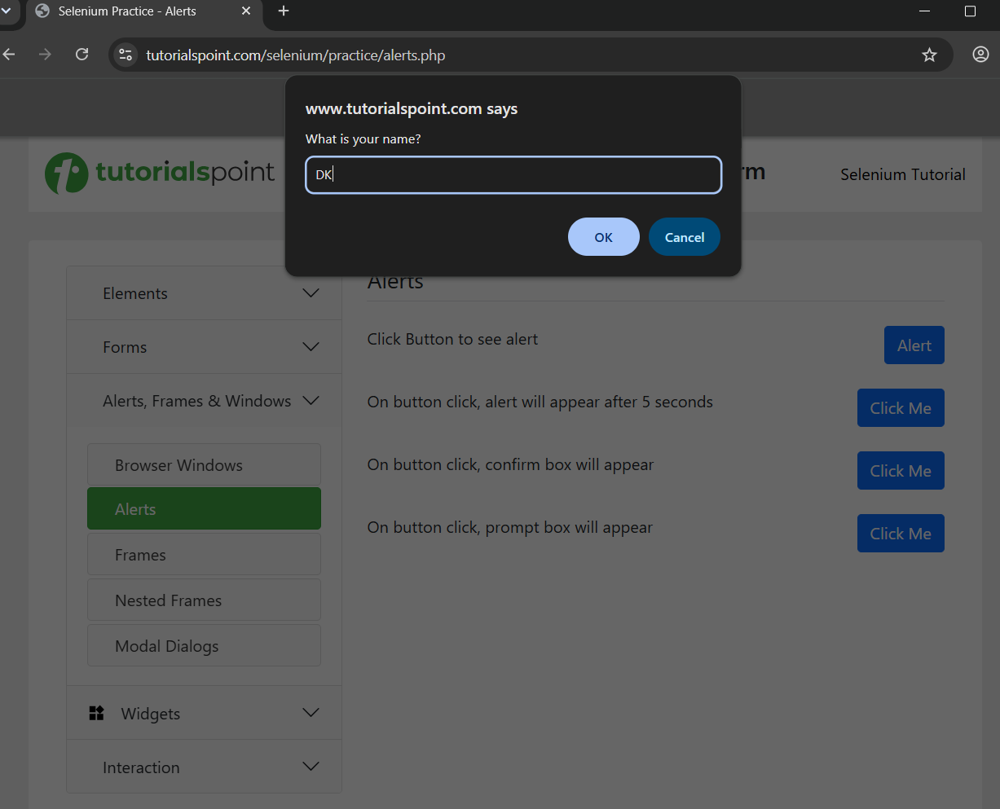 Selenium Practice - Alerts
tutorialspoint.com/selenium/practice/alerts.php
www.tutorialspoint.com says
What is your name?
DK
OK
Cancel
tutorialspoint
Selenium Tutorial
Elements
Forms
Alerts, Frames & Windows
Browser Windows
Alerts
Frames
Nested Frames
Modal Dialogs
Widgets
Interaction
Alerts
Click Button to see alert
Alert
On button click, alert will appear after 5 seconds
Click Me
On button click, confirm box will appear
Click Me
On button click, prompt box will appear
Click Me